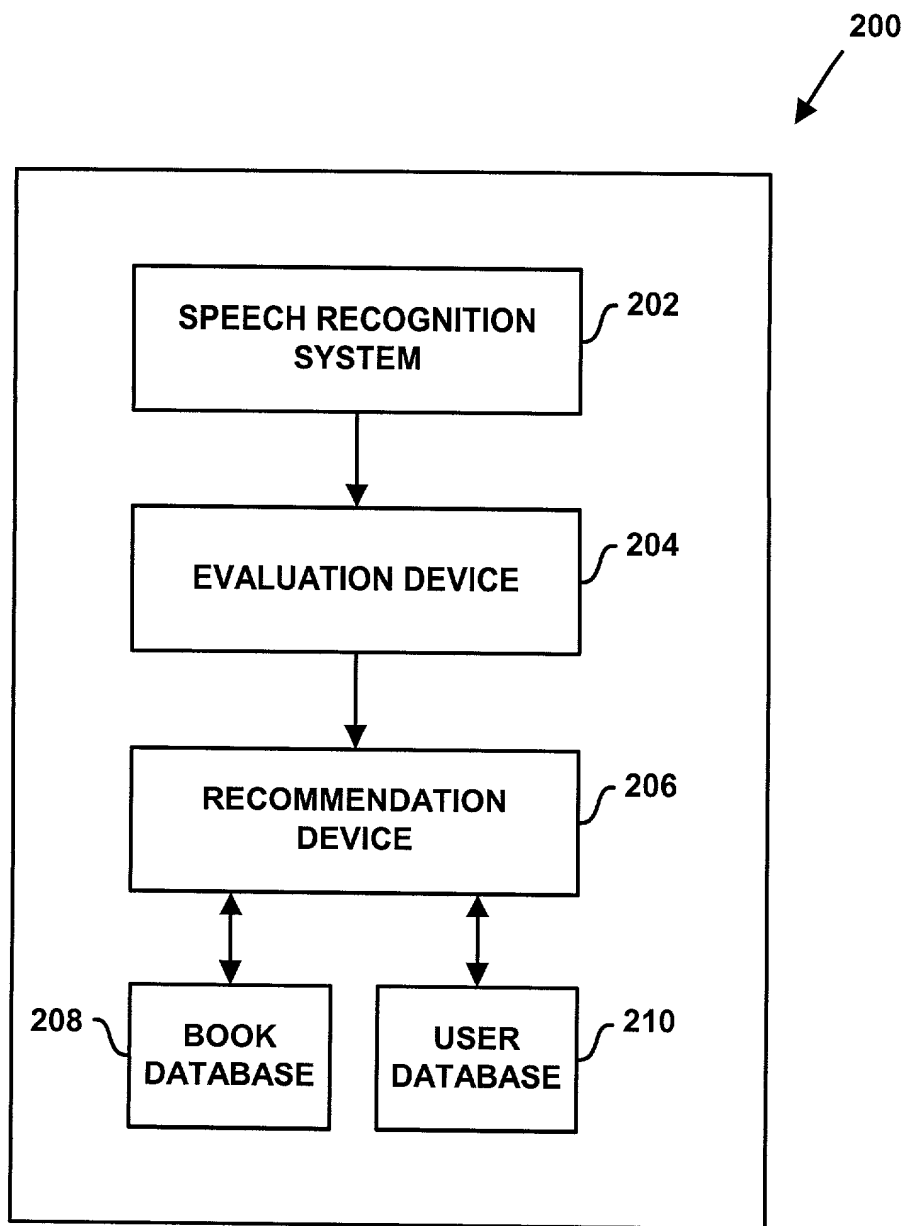 200
SPEECH RECOGNITION
SYSTEM
202
EVALUATION DEVICE
204
RECOMMENDATION
DEVICE
206
208
BOOK
DATABASE
USER
DATABASE
210